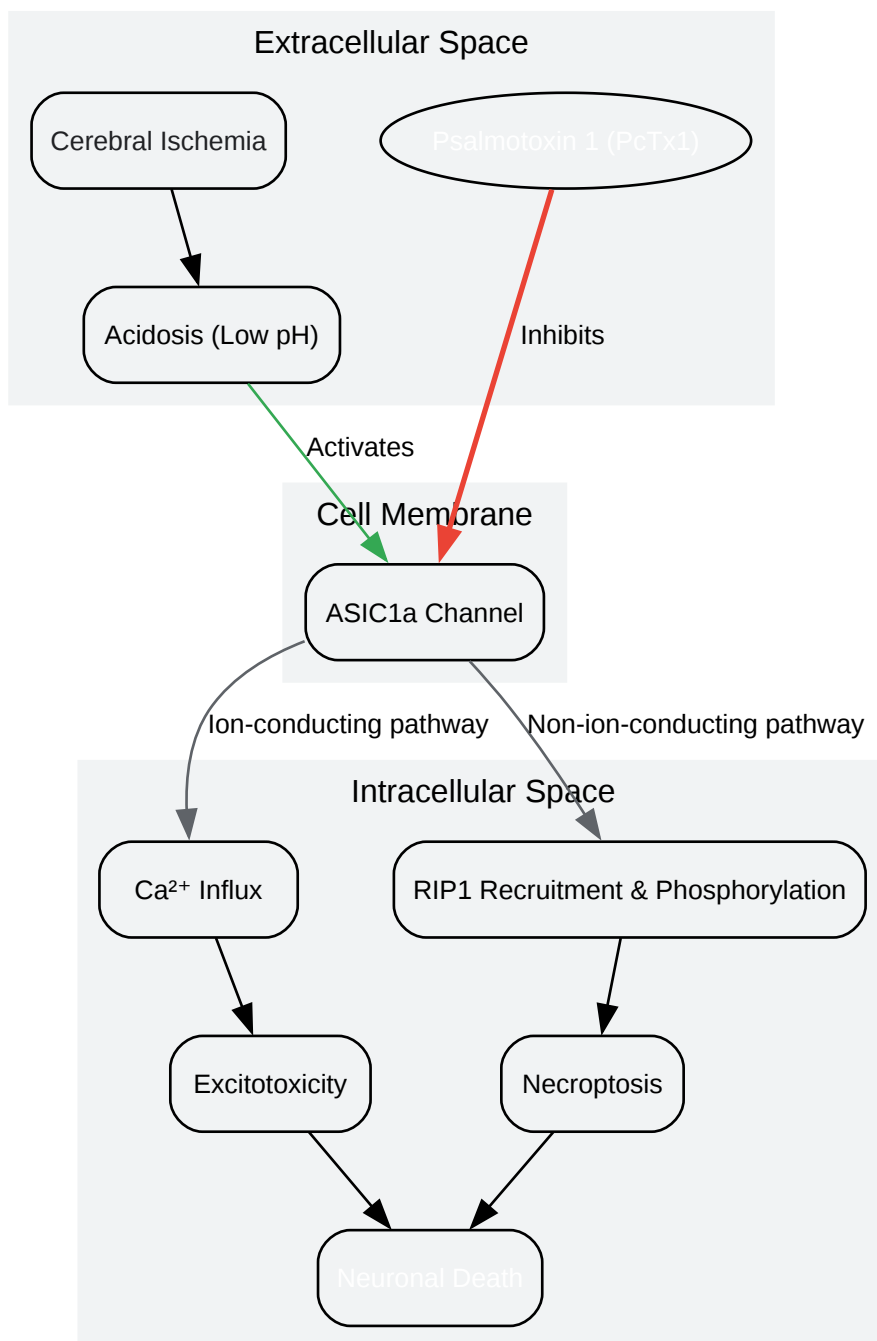 Extracellular Space
Cerebral Ischemia
Psalmotoxin 1 (PcTx1)
Acidosis (Low pH)
Inhibits
Activates
Cell Membrane
ASIC1a Channel
Ion-conducting pathway
Non-ion-conducting pathway
Intracellular Space
Ca²⁺ Influx
RIP1 Recruitment & Phosphorylation
Excitotoxicity
Necroptosis
Neuronal Death